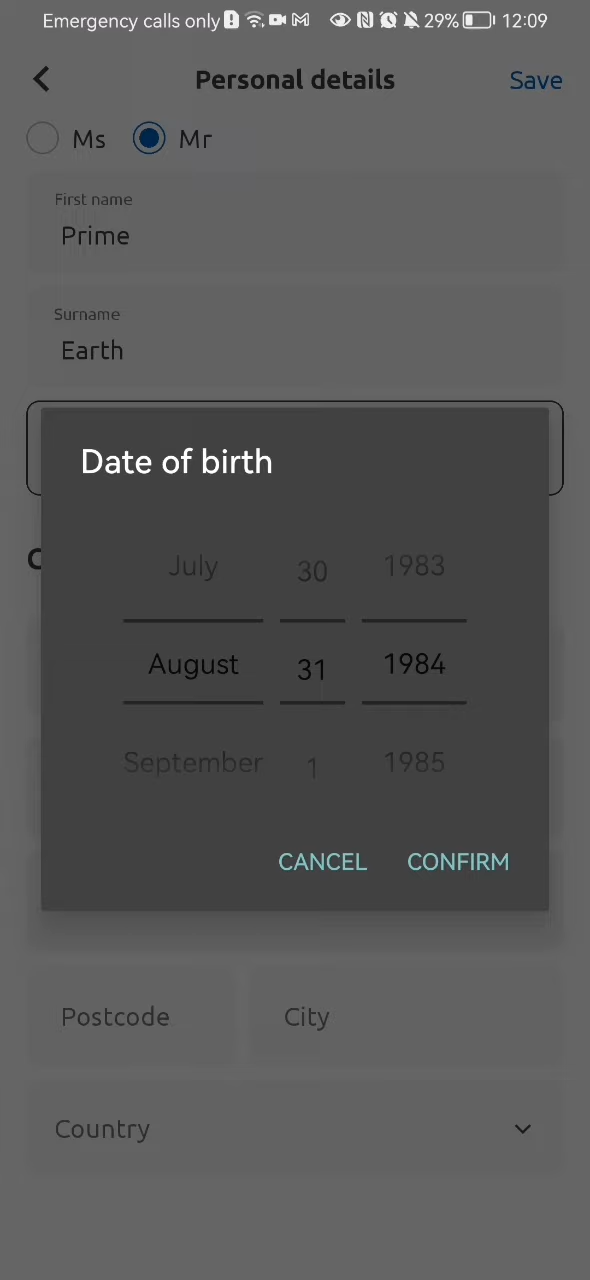 Emergency calls only 29% 12:09
Personal details Save
Ms Mr
First name
Prime
Surname
Earth
Date of birth
July 30 1983
August 31 1984
September 1 1985
CANCEL CONFIRM
Postcode City
Country